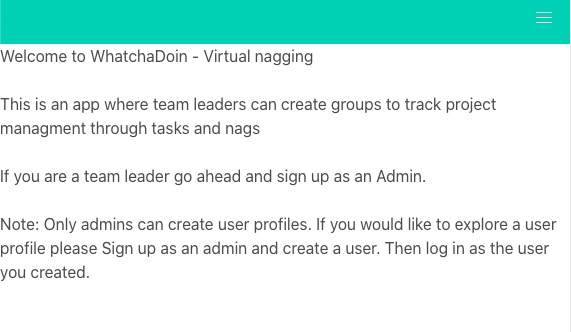 Welcome to WhatchaDoin - Virtual nagging
This is an app where team leaders can create groups to track project
managment through tasks and nags
If you are a team leader go ahead and sign up as an Admin.
Note: Only admins can create user profiles. If you would like to explore a user
profile please Sign up as an admin and create a user. Then log in as the user
you created.